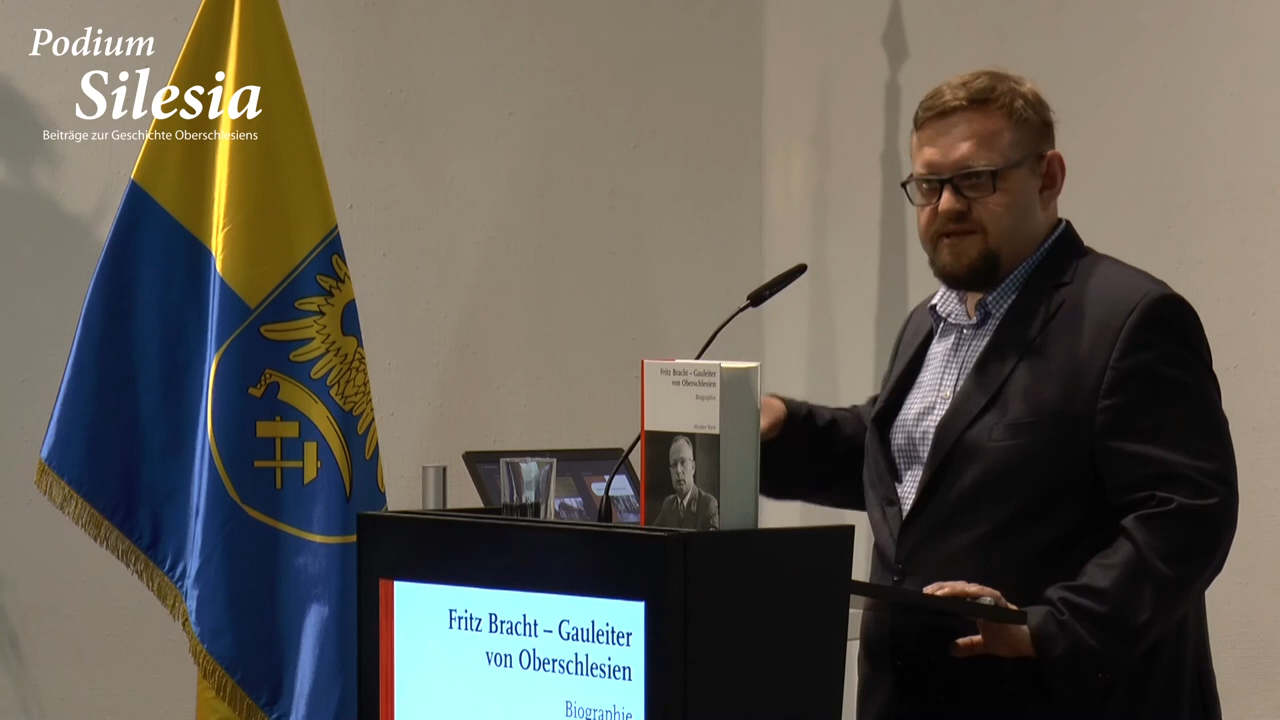 Podium
Silesia
Beiträge zur Geschichte Oberschlesiens
Fritz Bracht – Gauleiter
von Oberschlesien
Biographie
Fritz Bracht – Gauleiter
von Oberschlesien
Biographie